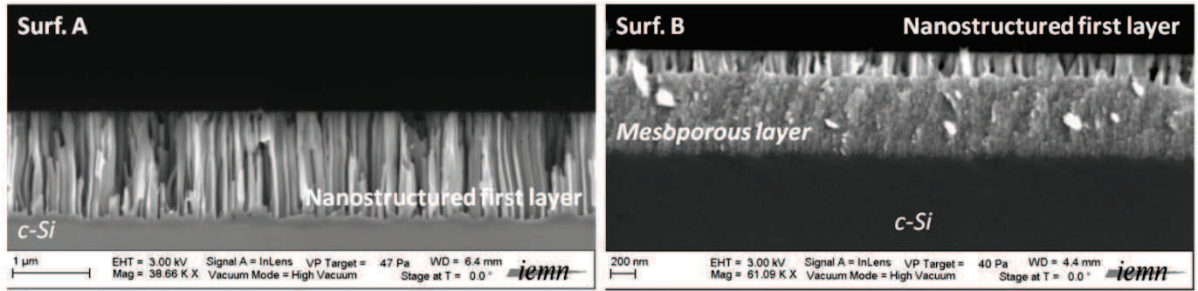 Surf. A
Nanostructured first layer
c-Si
1 µm
EHT = 3.00 kV Signal A = InLens VP Target = 47 Pa WD = 6.4 mm
Mag = 38.66 K X Vacuum Mode = High Vacuum Stage at T = 0.0 °
iemn
Surf. B
Nanostructured first layer
Mesoporous layer
c-Si
200 nm
EHT = 3.00 kV Signal A = InLens VP Target = 40 Pa WD = 4.4 mm
Mag = 61.09 K X Vacuum Mode = High Vacuum Stage at T = 0.0 °
iemn